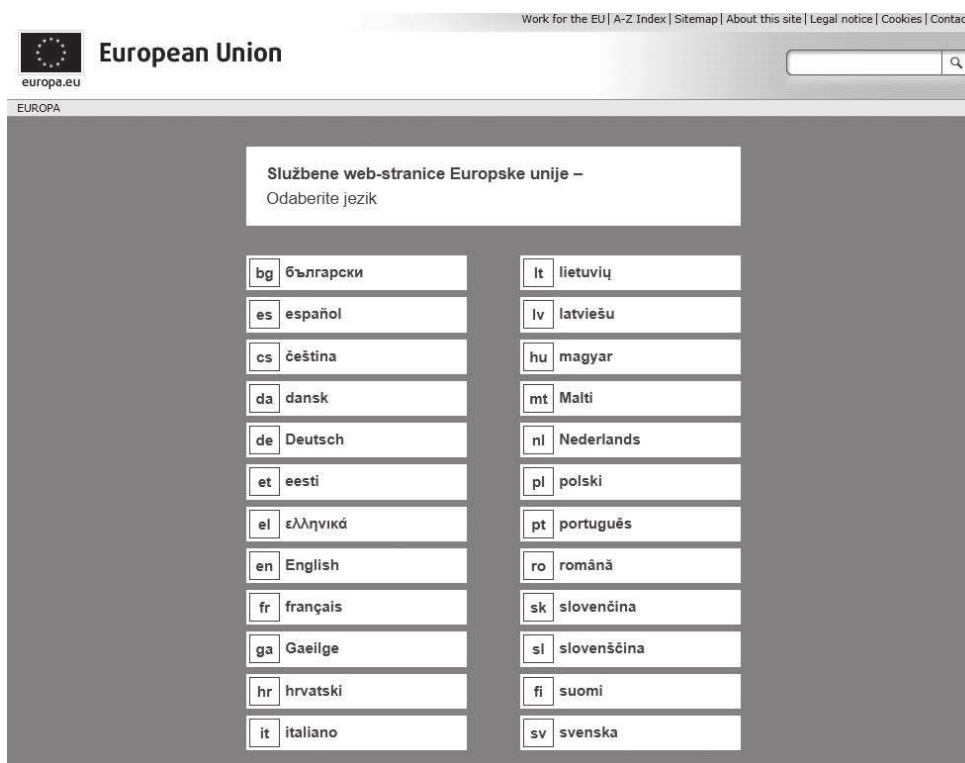 Work for the EU | A-Z Index | Sitemap | About this site | Legal notice | Cookies | Contac
European Union
europa.eu
EUROPA
Službene web-stranice Europske unije –
Odaberite jezik
bg български
es español
cs čeština
da dansk
de Deutsch
et eesti
el ελληνικά
en English
fr français
ga Gaeilge
hr hrvatski
it italiano
lt lietuvių
lv latviešu
hu magyar
mt Malti
nl Nederlands
pl polski
pt português
ro română
sk slovenčina
sl slovenščina
fi suomi
sv svenska